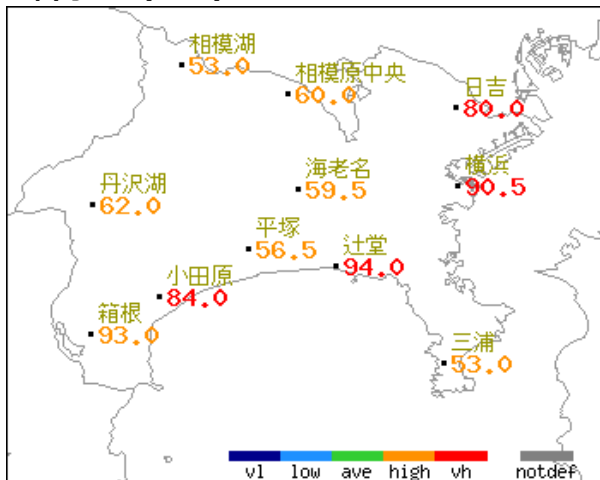 相模湖
53.0
相模原中央
60.0
日吉
80.0
丹沢湖
62.0
海老名
59.5
横浜
90.5
平塚
56.5
辻堂
94.0
小田原
84.0
箱根
93.0
三浦
53.0
vl low ave high vh notdef